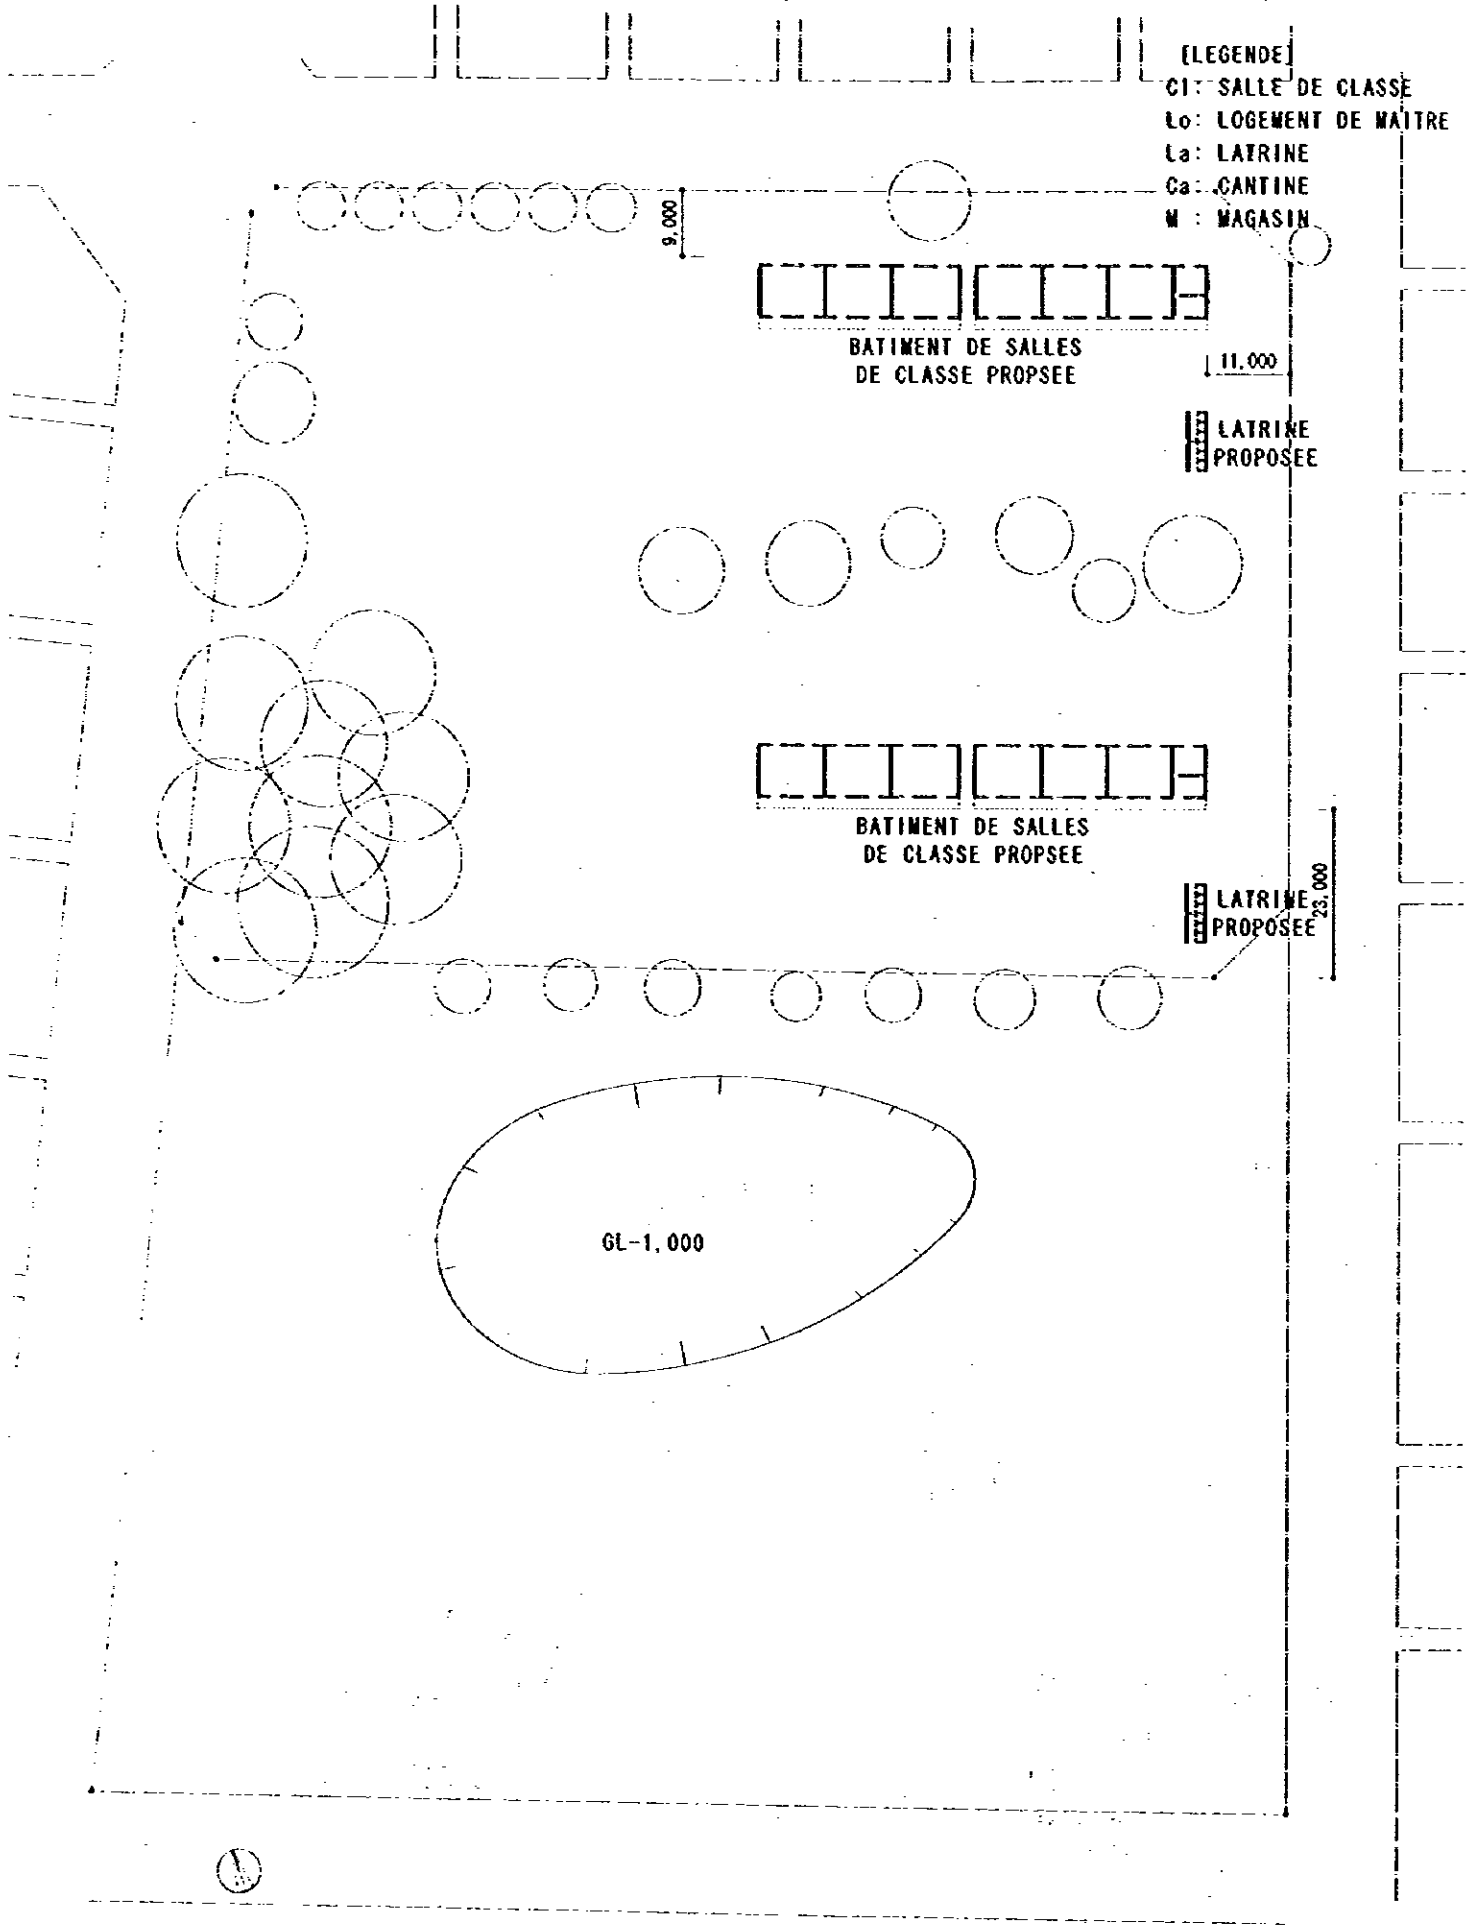 [LEGENDE]
Cl: SALLE DE CLASSE
Lo: LOGEMENT DE MAITRE
La: LATRINE
Ca: CANTINE
M : MAGASIN
9,000
BATIMENT DE SALLES
DE CLASSE PROPSEE
11,000
LATRINE
PROPOSEE
BATIMENT DE SALLES
DE CLASSE PROPSEE
LATRINE
PROPOSEE
23,000
GL-1,000